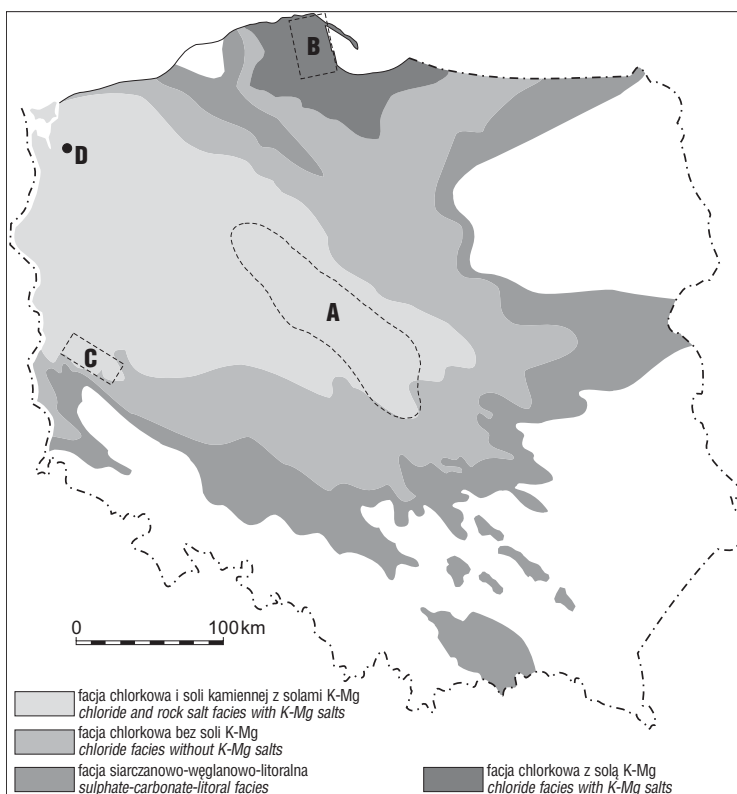 B
D
A
C
0 100 km
facja chlorkowa i soli kamiennej z solami K-Mg
chloride and rock salt facies with K-Mg salts
facja chlorkowa bez soli K-Mg
chloride facies without K-Mg salts
facja siarczanowo-węglanowo-litoralna
sulphate-carbonate-litoral facies
facja chlorkowa z solą K-Mg
chloride facies with K-Mg salts